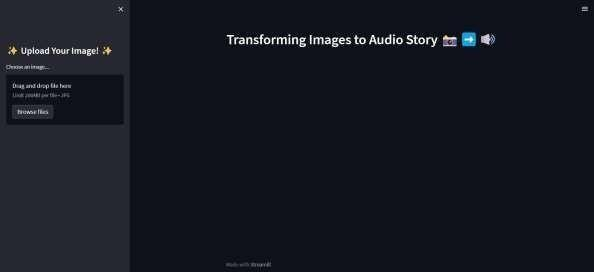 ✨ Upload Your Image! ✨
Choose an image...
Drag and drop file here
Limit 200MB per file • JPG
Browse files
Transforming Images to Audio Story 📸 ➡️ 🔊
Made with Streamlit